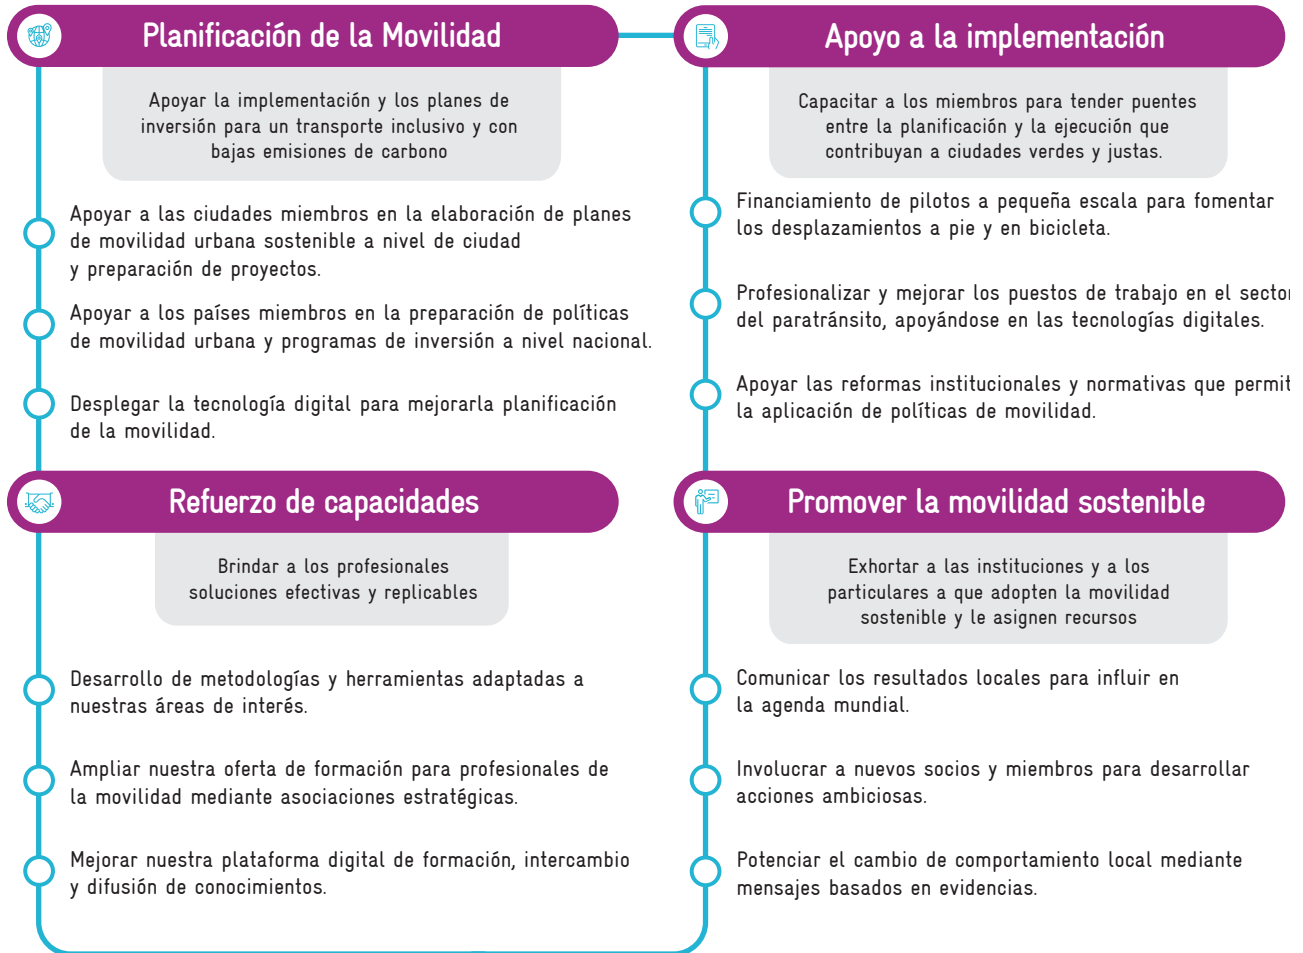 Planificación de la Movilidad
Apoyar la implementación y los planes de
inversión para un transporte inclusivo y con
bajas emisiones de carbono
Apoyar a las ciudades miembros en la elaboración de planes
de movilidad urbana sostenible a nivel de ciudad
y preparación de proyectos.
Apoyar a los países miembros en la preparación de políticas
de movilidad urbana y programas de inversión a nivel nacional.
Desplegar la tecnología digital para mejorarla planificación
de la movilidad.
Apoyo a la implementación
Capacitar a los miembros para tender puentes
entre la planificación y la ejecución que
contribuyan a ciudades verdes y justas.
Financiamiento de pilotos a pequeña escala para fomentar
los desplazamientos a pie y en bicicleta.
Profesionalizar y mejorar los puestos de trabajo en el sector
del paratránsito, apoyándose en las tecnologías digitales.
Apoyar las reformas institucionales y normativas que permit
la aplicación de políticas de movilidad.
Refuerzo de capacidades
Brindar a los profesionales
soluciones efectivas y replicables
Desarrollo de metodologías y herramientas adaptadas a
nuestras áreas de interés.
Ampliar nuestra oferta de formación para profesionales de
la movilidad mediante asociaciones estratégicas.
Mejorar nuestra plataforma digital de formación, intercambio
y difusión de conocimientos.
Promover la movilidad sostenible
Exhortar a las instituciones y a los
particulares a que adopten la movilidad
sostenible y le asignen recursos
Comunicar los resultados locales para influir en
la agenda mundial.
Involucrar a nuevos socios y miembros para desarrollar
acciones ambiciosas.
Potenciar el cambio de comportamiento local mediante
mensajes basados en evidencias.